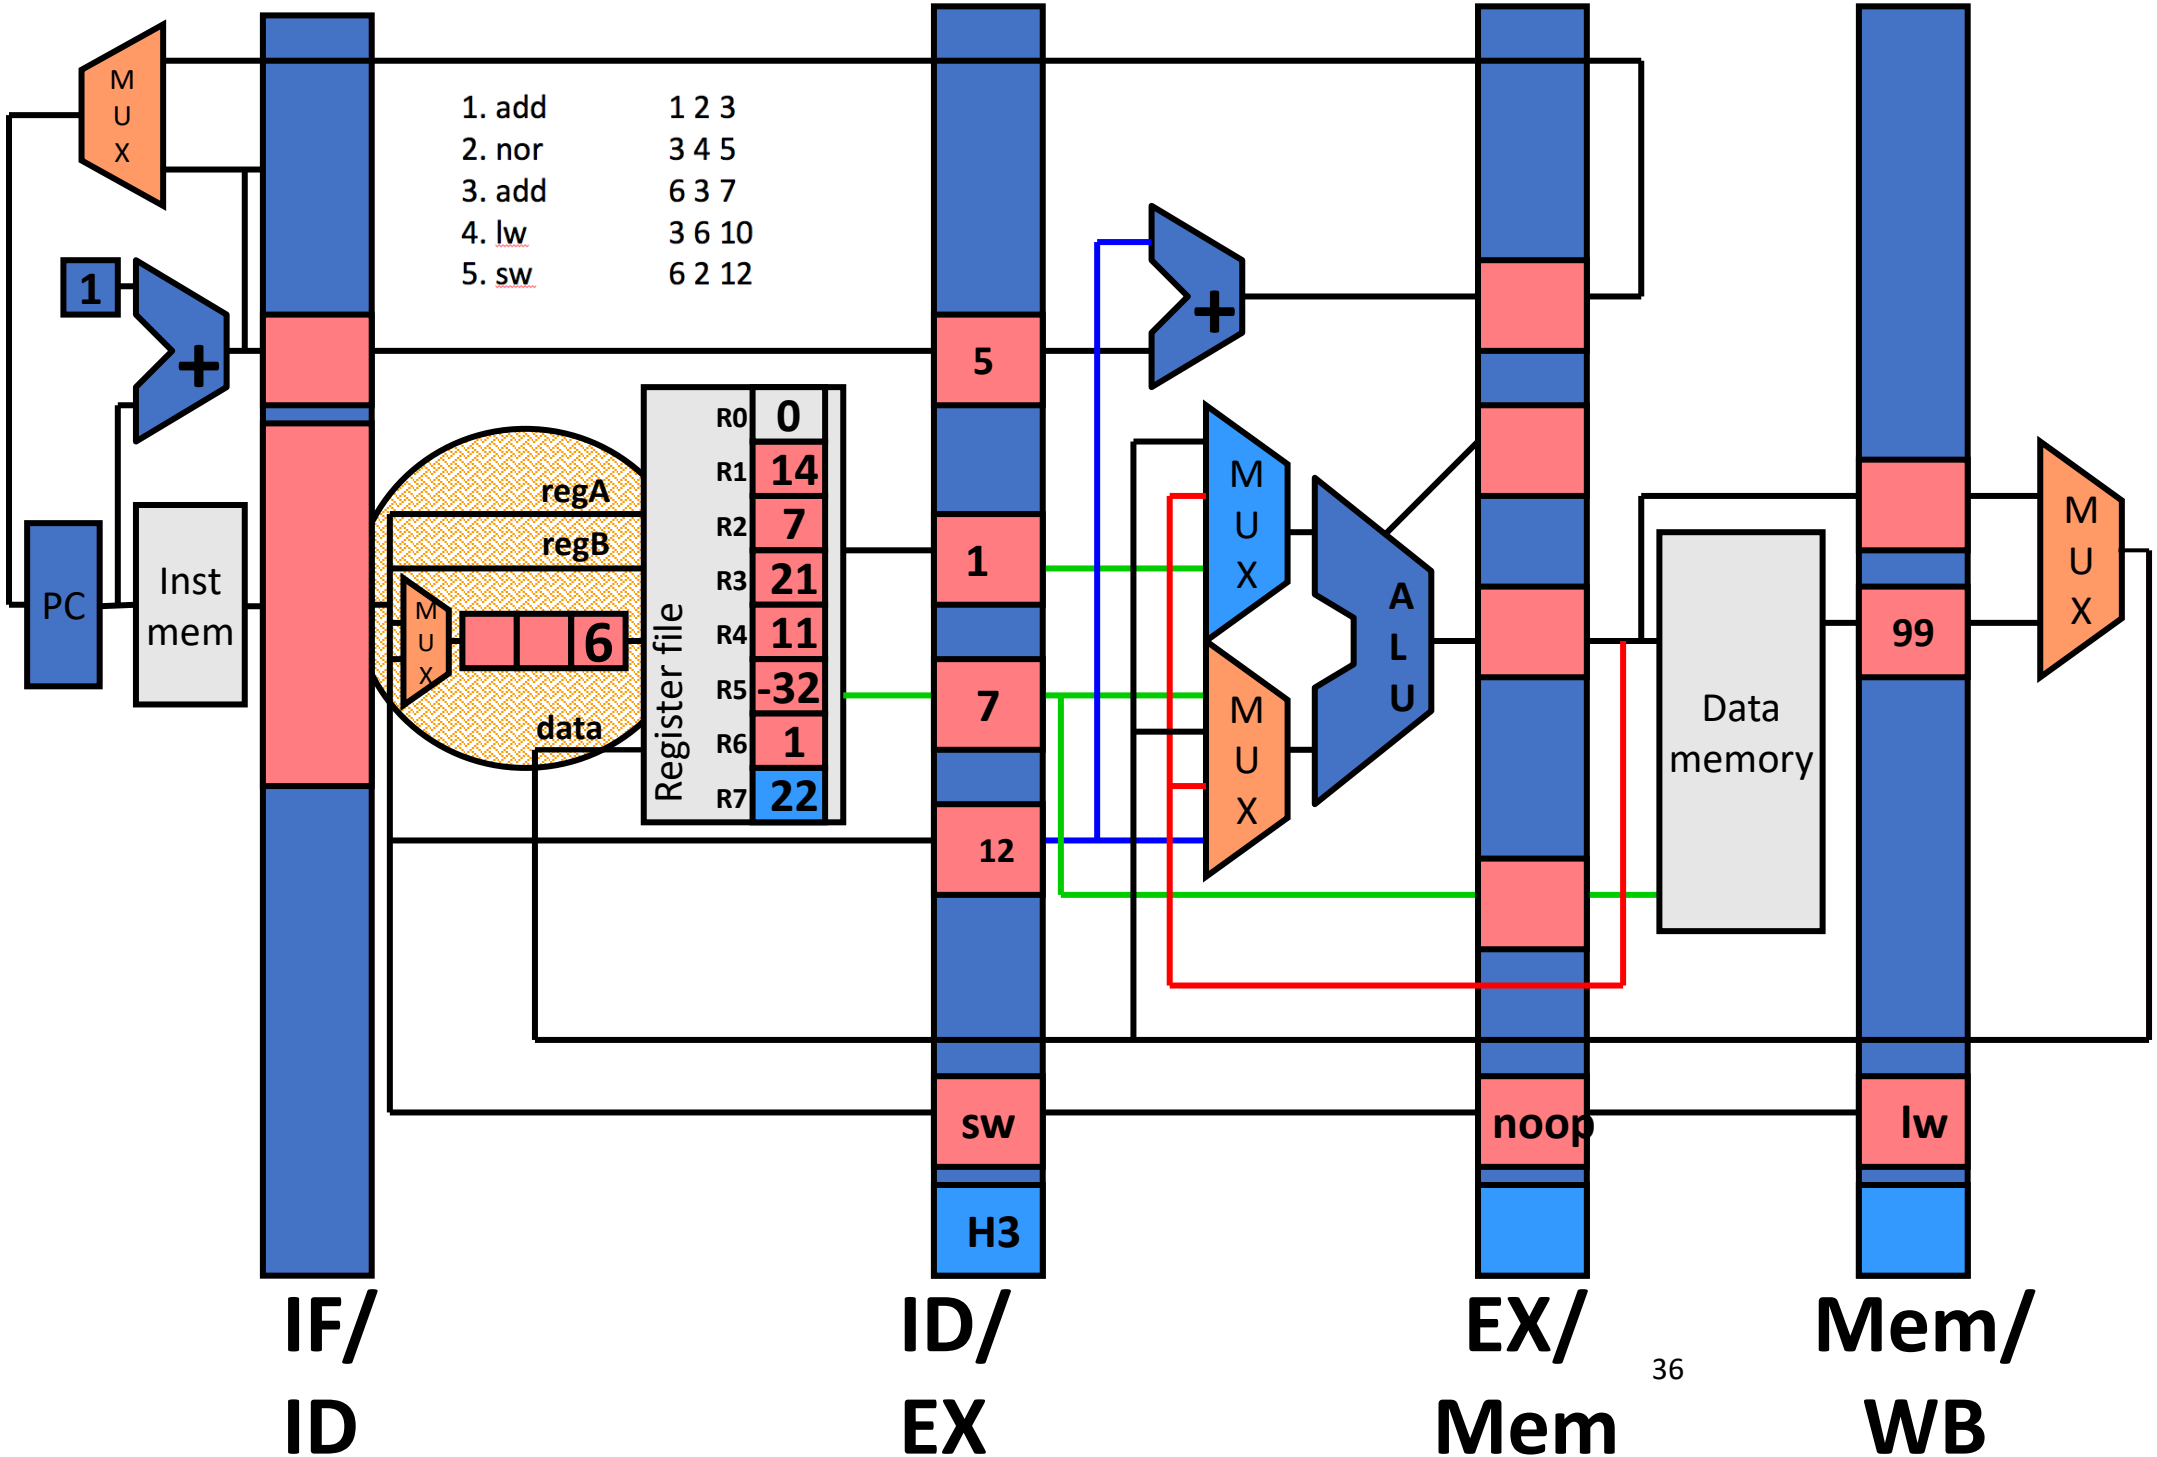 M
U
X
1. add 1 2 3
2. nor 3 4 5
3. add 6 3 7
4. lw 3 6 10
5. sw 6 2 12
1
+
+
5
PC
Inst
mem
regA
regB
M
U
X
6
data
Register file
R0 0
R1 14
R2 7
R3 21
R4 11
R5 -32
R6 1
R7 22
1
7
12
M
U
X
M
U
X
A
L
U
Data
memory
99
M
U
X
sw
noop
lw
H3
IF/
ID
ID/
EX
EX/
Mem
36
Mem/
WB